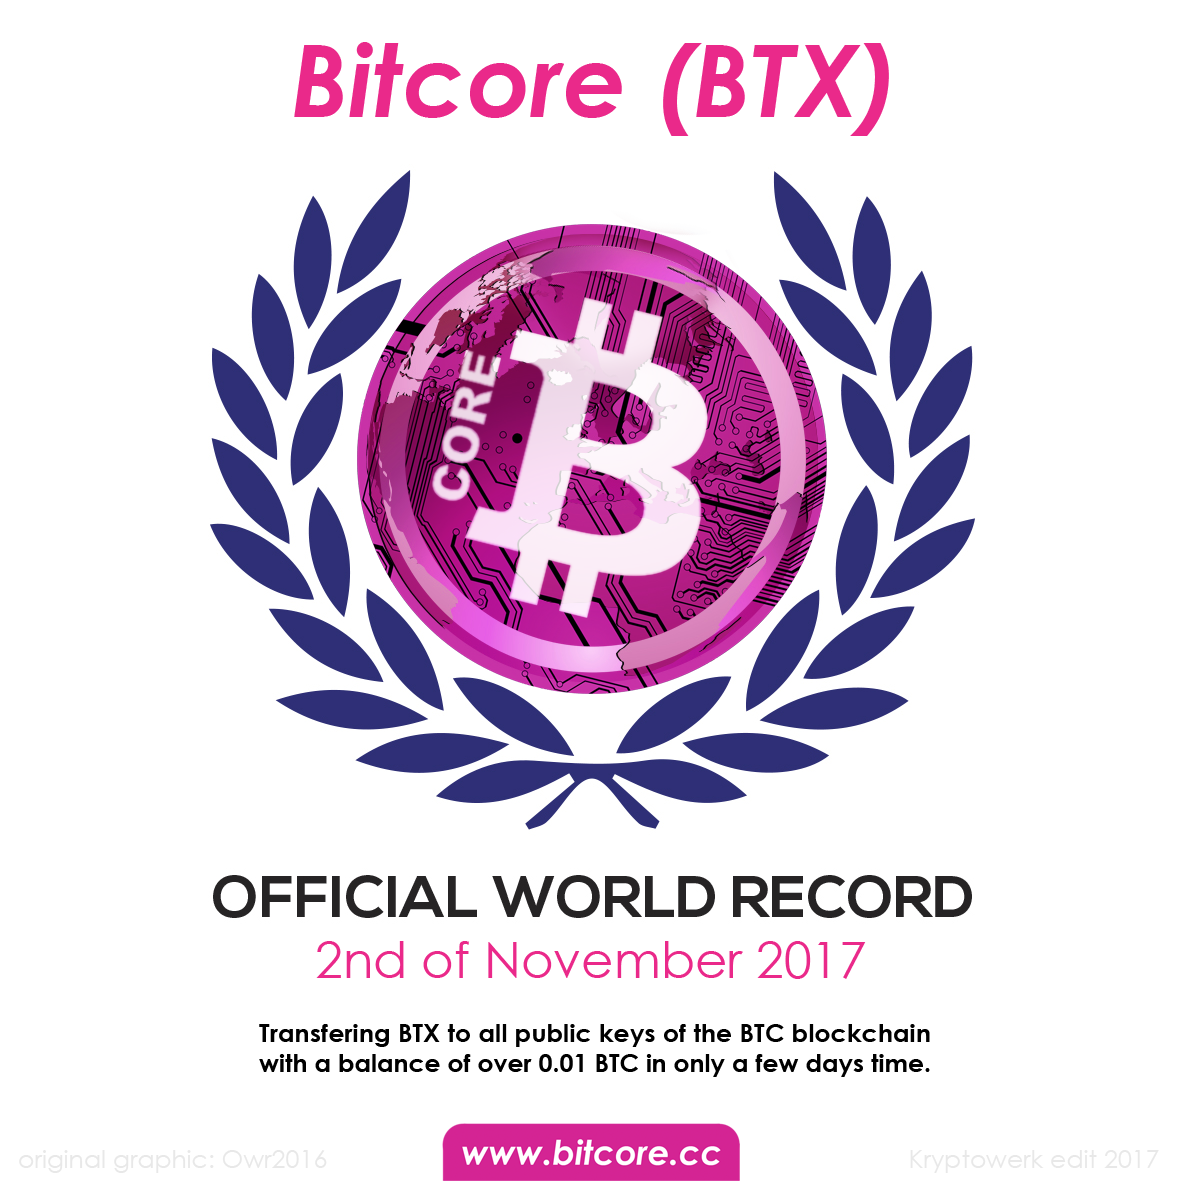 Bitcore (BTX)
CORE
OFFICIAL WORLD RECORD
2nd of November 2017
Transfering BTX to all public keys of the BTC blockchain
with a balance of over 0.01 BTC in only a few days time.
www.bitcore.cc
original graphic: Owr2016
Kryptowerk edit 2017